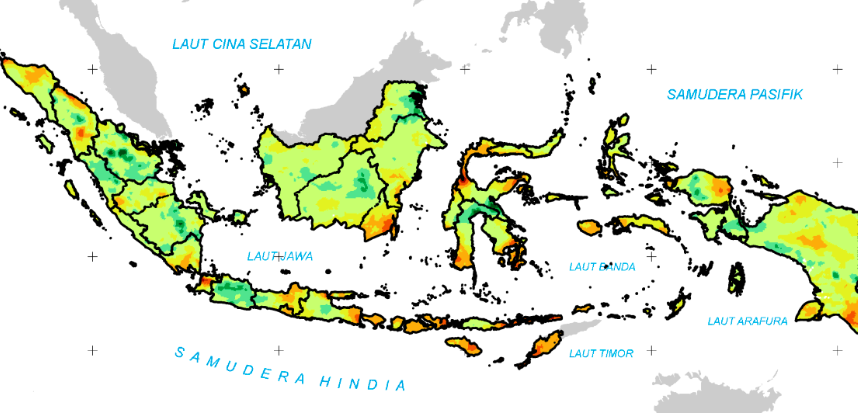 LAUT CINA SELATAN
SAMUDERA PASIFIK
LAUT JAWA
LAUT BANDA
LAUT ARAFURA
LAUT TIMOR
SAMUDERA HINDIA